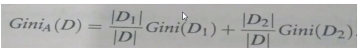 Gini_A(D) = |D_1|/|D| Gini(D_1) + |D_2|/|D| Gini(D_2)